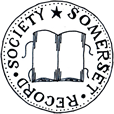 SOMERSET · RECORD · SOCIETY ★